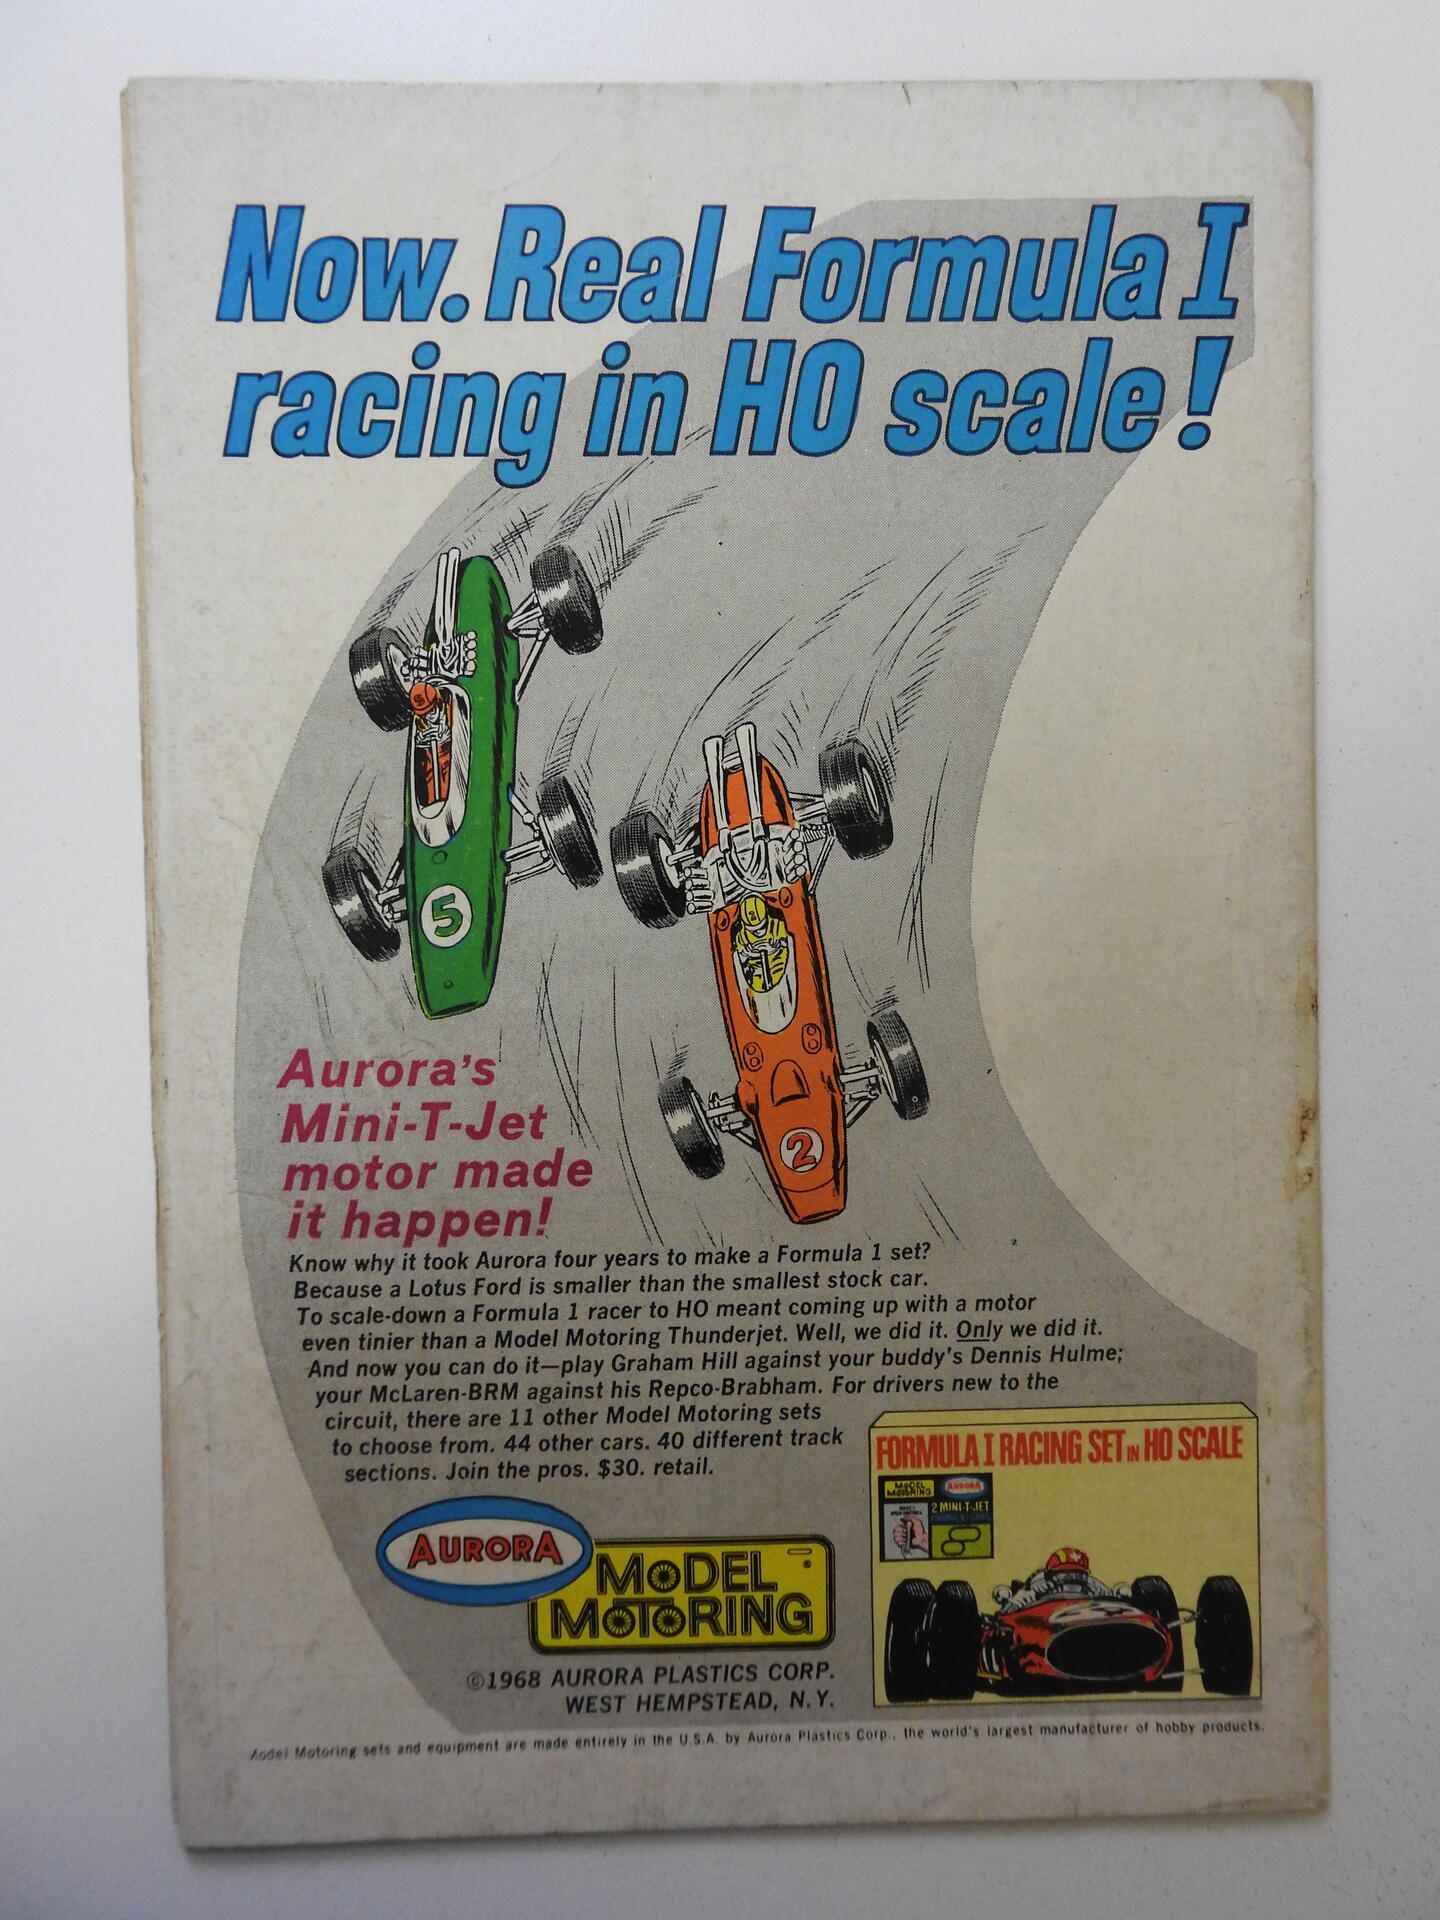 Now. Real Formula I
racing in HO scale!
5
2
Aurora's
Mini-T-Jet
motor made
it happen!
Know why it took Aurora four years to make a Formula 1 set?
Because a Lotus Ford is smaller than the smallest stock car.
To scale-down a Formula 1 racer to HO meant coming up with a motor
even tinier than a Model Motoring Thunderjet. Well, we did it. Only we did it.
And now you can do it—play Graham Hill against your buddy's Dennis Hulme;
your McLaren-BRM against his Repco-Brabham. For drivers new to the
circuit, there are 11 other Model Motoring sets
to choose from. 44 other cars. 40 different track
sections. Join the pros. $30. retail.
FORMULA I RACING SET IN HO SCALE
MODEL
MOTORING
AURORA
2 MINI-T-JET
AURORA
MODEL
MOTORING
®
©1968 AURORA PLASTICS CORP.
WEST HEMPSTEAD, N.Y.
Model Motoring sets and equipment are made entirely in the U.S.A. by Aurora Plastics Corp., the world's largest manufacturer of hobby products.